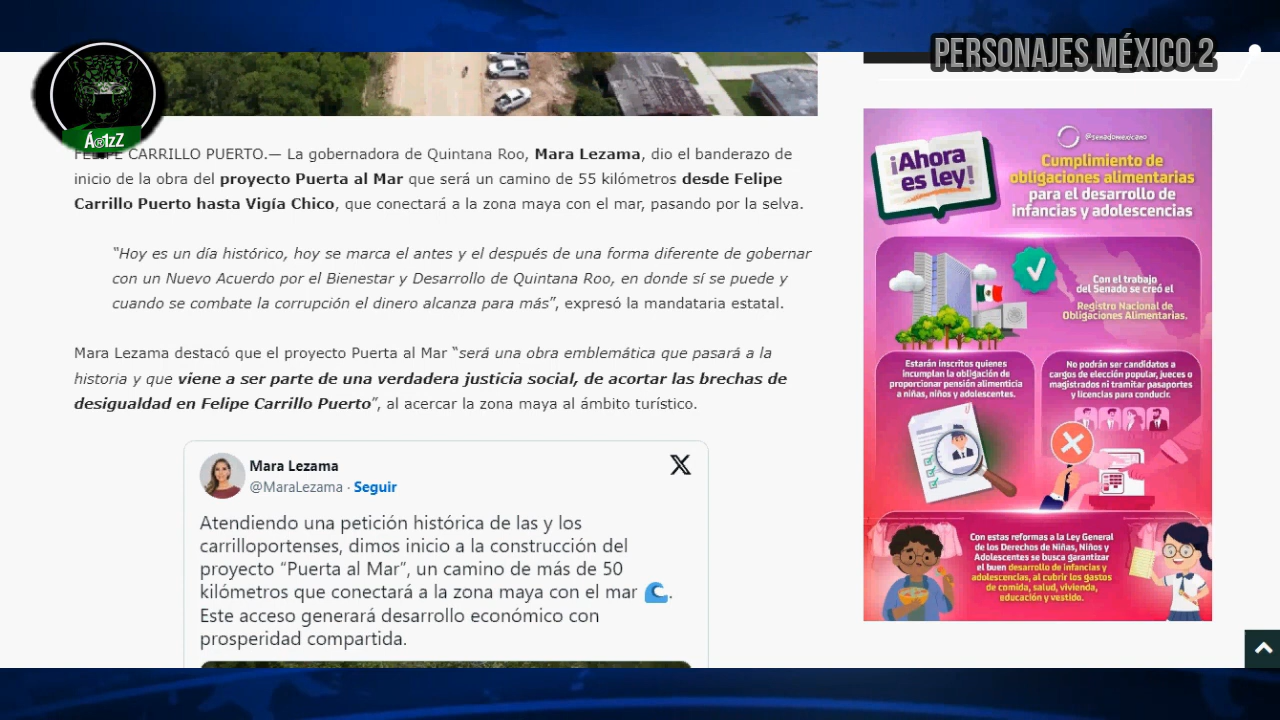 PERSONAJES MÉXICO 2
Á@1zZ
FELIPE CARRILLO PUERTO.— La gobernadora de Quintana Roo, Mara Lezama, dio el banderazo de
inicio de la obra del proyecto Puerta al Mar que será un camino de 55 kilómetros desde Felipe
Carrillo Puerto hasta Vigía Chico, que conectará a la zona maya con el mar, pasando por la selva.
“Hoy es un día histórico, hoy se marca el antes y el después de una forma diferente de gobernar
con un Nuevo Acuerdo por el Bienestar y Desarrollo de Quintana Roo, en donde sí se puede y
cuando se combate la corrupción el dinero alcanza para más”, expresó la mandataria estatal.
Mara Lezama destacó que el proyecto Puerta al Mar “será una obra emblemática que pasará a la
historia y que viene a ser parte de una verdadera justicia social, de acortar las brechas de
desigualdad en Felipe Carrillo Puerto”, al acercar la zona maya al ámbito turístico.
Mara Lezama
@MaraLezama · Seguir
Atendiendo una petición histórica de las y los
carrilloportenses, dimos inicio a la construcción del
proyecto “Puerta al Mar”, un camino de más de 50
kilómetros que conectará a la zona maya con el mar 🌊.
Este acceso generará desarrollo económico con
prosperidad compartida.
@senadomexicano
¡Ahora
es ley!
Cumplimiento de
obligaciones alimentarias
para el desarrollo de
infancias y adolescencias
Con el trabajo
del Senado se creó el
Registro Nacional de
Obligaciones Alimentarias.
Estarán inscritos quienes
incumplan la obligación de
proporcionar pensión alimenticia
a niñas, niños y adolescentes.
No podrán ser candidatos a
cargos de elección popular, jueces o
magistrados ni tramitar pasaportes
y licencias para conducir.
Con estas reformas a la Ley General
de los Derechos de Niñas, Niños y
Adolescentes se busca garantizar
el buen desarrollo de infancias y
adolescencias, al cubrir los gastos
de comida, salud, vivienda,
educación y vestido.